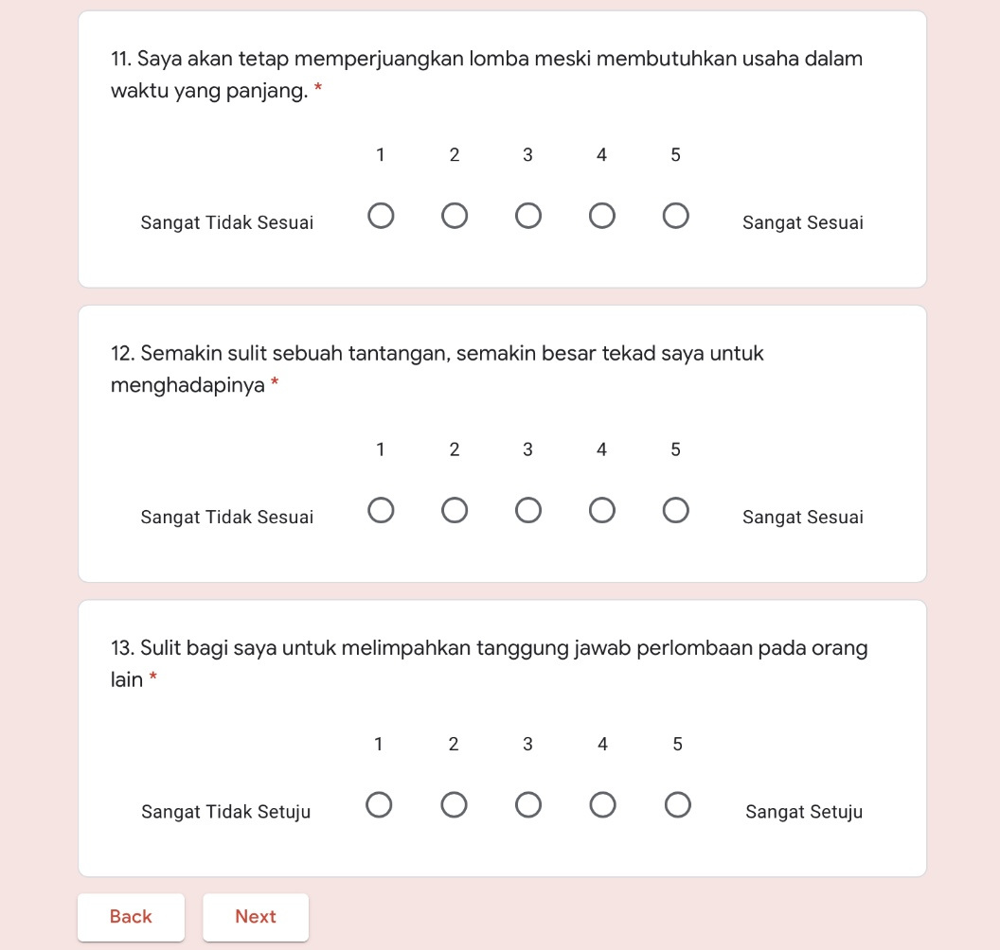 11. Saya akan tetap memperjuangkan lomba meski membutuhkan usaha dalam
waktu yang panjang. *
1 2 3 4 5
Sangat Tidak Sesuai Sangat Sesuai
12. Semakin sulit sebuah tantangan, semakin besar tekad saya untuk
menghadapinya *
1 2 3 4 5
Sangat Tidak Sesuai Sangat Sesuai
13. Sulit bagi saya untuk melimpahkan tanggung jawab perlombaan pada orang
lain *
1 2 3 4 5
Sangat Tidak Setuju Sangat Setuju
Back Next